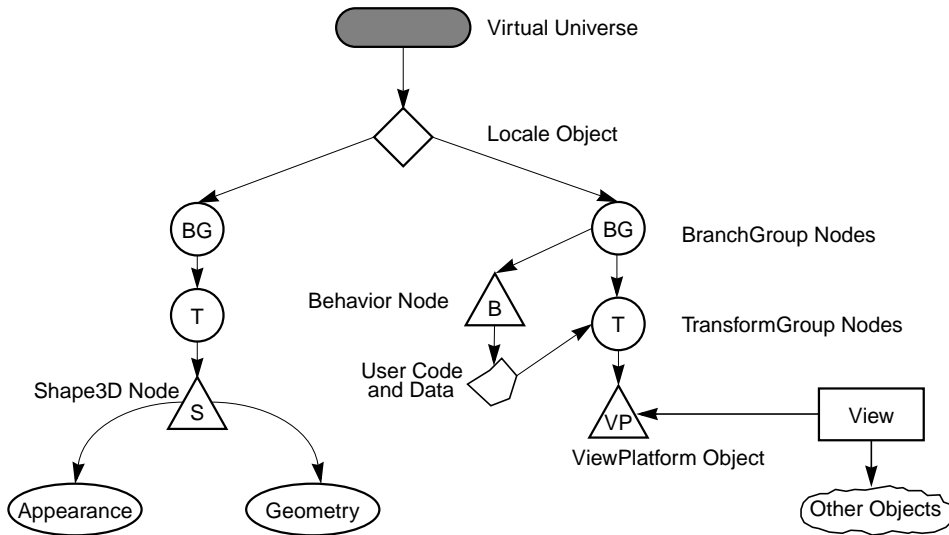 Virtual Universe
Locale Object
BG
BG
BranchGroup Nodes
Behavior Node
B
T
T
TransformGroup Nodes
User Code
and Data
Shape3D Node
S
VP
View
ViewPlatform Object
Appearance
Geometry
Other Objects